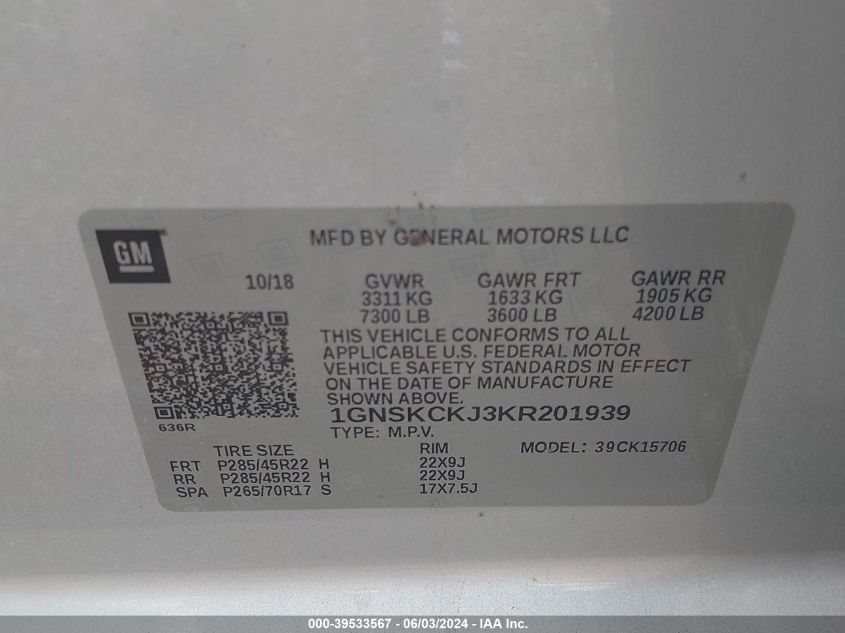 GM
MFD BY GENERAL MOTORS LLC
10/18 GVWR GAWR FRT GAWR RR
3311 KG 1633 KG 1905 KG
7300 LB 3600 LB 4200 LB
THIS VEHICLE CONFORMS TO ALL
APPLICABLE U.S. FEDERAL MOTOR
VEHICLE SAFETY STANDARDS IN EFFECT
ON THE DATE OF MANUFACTURE
SHOWN ABOVE.
636R
1GNSKCKJ3KR201939
TYPE: M.P.V.
TIRE SIZE RIM MODEL: 39CK15706
FRT P285/45R22 H 22X9J
RR P285/45R22 H 22X9J
SPA P265/70R17 S 17X7.5J
000-39533567 - 06/03/2024 - IAA Inc.